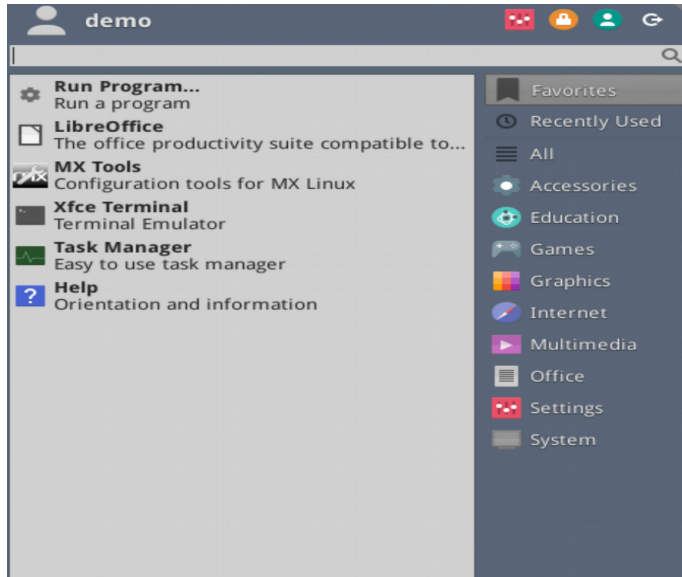 demo
Run Program...
Run a program
LibreOffice
The office productivity suite compatible to...
MX Tools
Configuration tools for MX Linux
Xfce Terminal
Terminal Emulator
Task Manager
Easy to use task manager
Help
Orientation and information
Favorites
Recently Used
All
Accessories
Education
Games
Graphics
Internet
Multimedia
Office
Settings
System